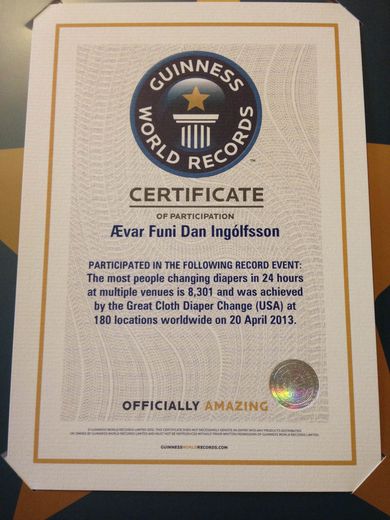 GUINNESS
WORLD RECORDS
™
CERTIFICATE
OF PARTICIPATION
Ævar Funi Dan Ingólfsson
PARTICIPATED IN THE FOLLOWING RECORD EVENT:
The most people changing diapers in 24 hours
at multiple venues is 8,301 and was achieved
by the Great Cloth Diaper Change (USA) at
180 locations worldwide on 20 April 2013.
OFFICIALLY AMAZING
GUINNESSWORLDRECORDS.COM